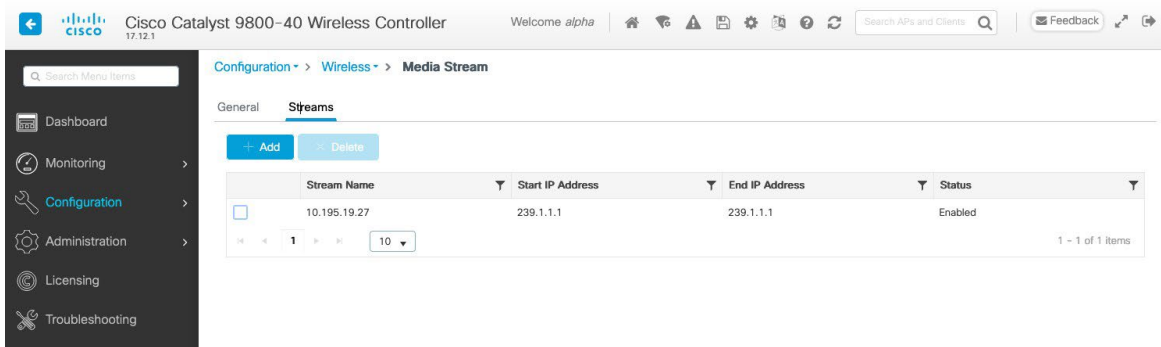 CISCO
Cisco Catalyst 9800-40 Wireless Controller
17.12.1
Welcome alpha
Search APs and Clients
Feedback
Search Menu Items
Dashboard
Monitoring
Configuration
Administration
Licensing
Troubleshooting
Configuration > Wireless > Media Stream
General Streams
+ Add × Delete
Stream Name Start IP Address End IP Address Status
10.195.19.27 239.1.1.1 239.1.1.1 Enabled
1 10 1 - 1 of 1 items